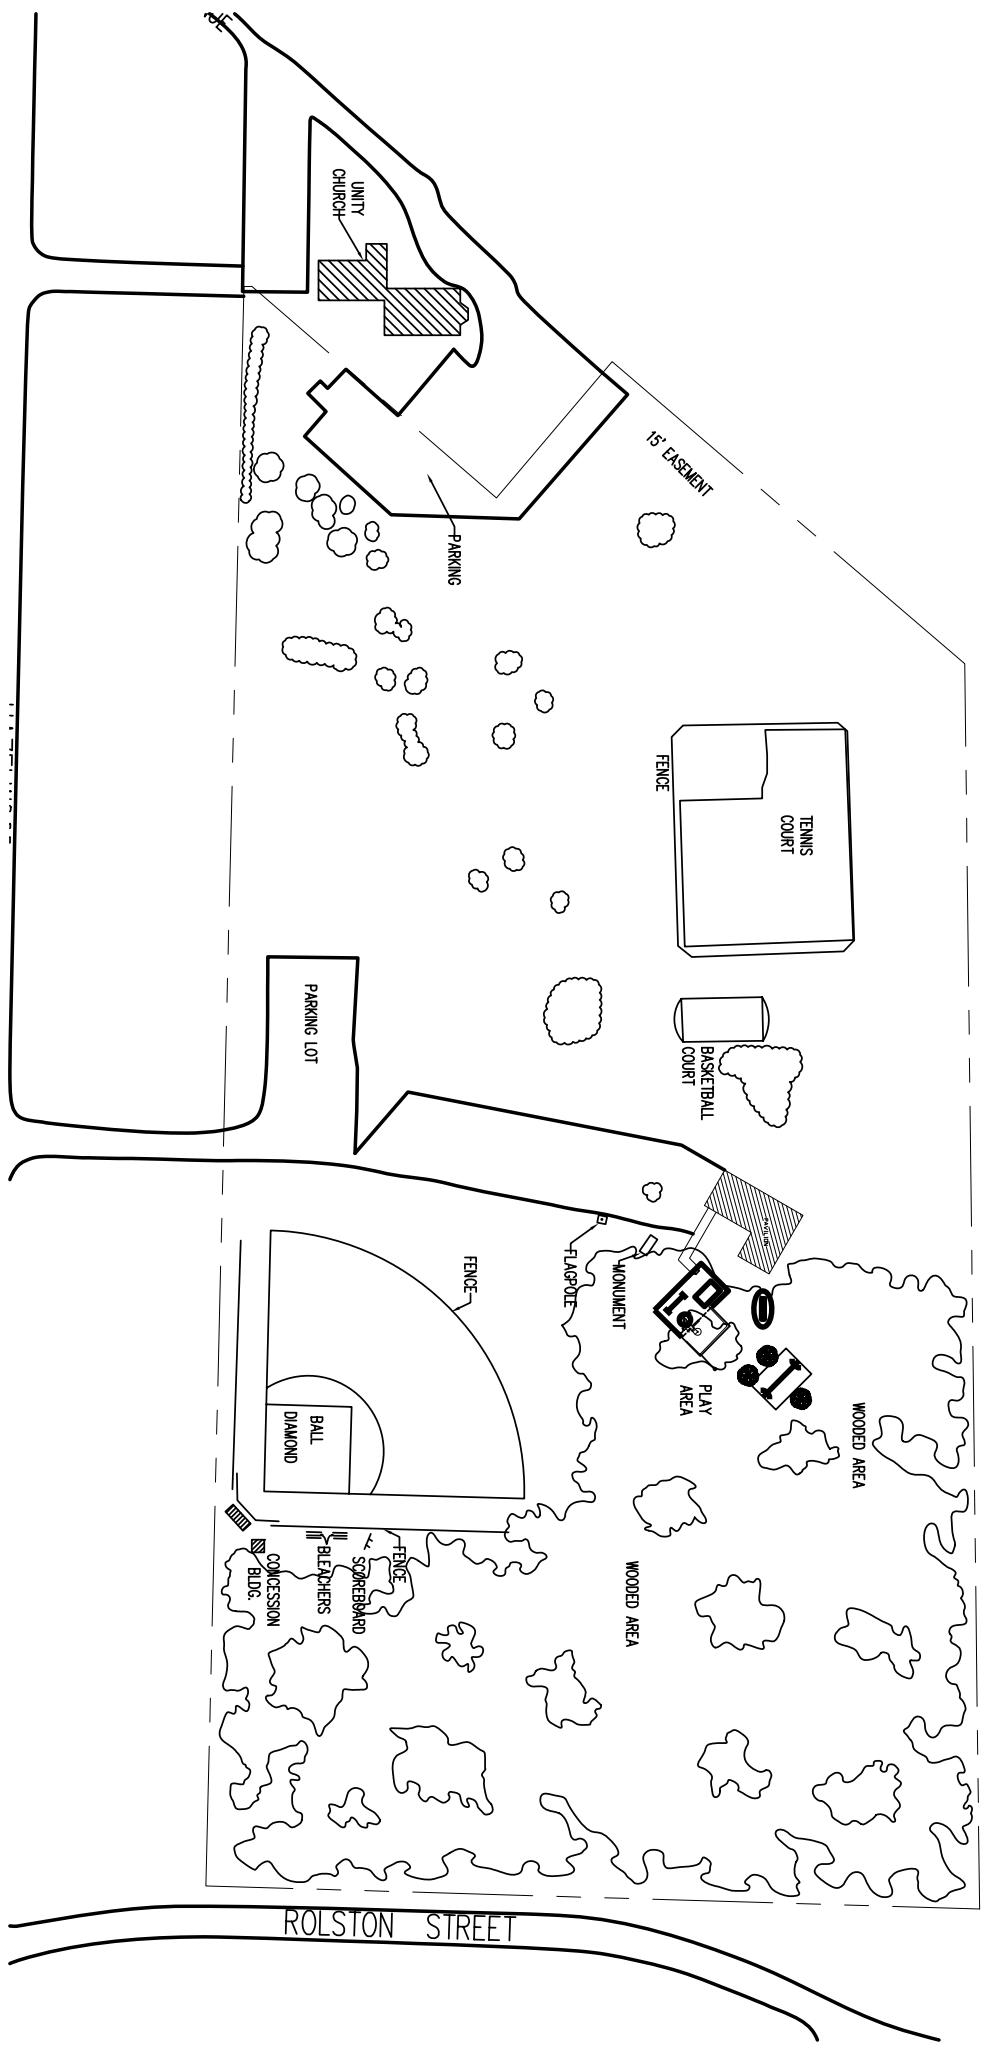 UNITY
CHURCH
15' EASEMENT
PARKING
FENCE
TENNIS
COURT
PARKING LOT
BASKETBALL
COURT
PAVILION
FLAGPOLE
MONUMENT
FENCE
PLAY
AREA
WOODED AREA
BALL
DIAMOND
FENCE
SCOREBOARD
BLEACHERS
CONCESSION
BLDG.
WOODED AREA
ROLSTON STREET